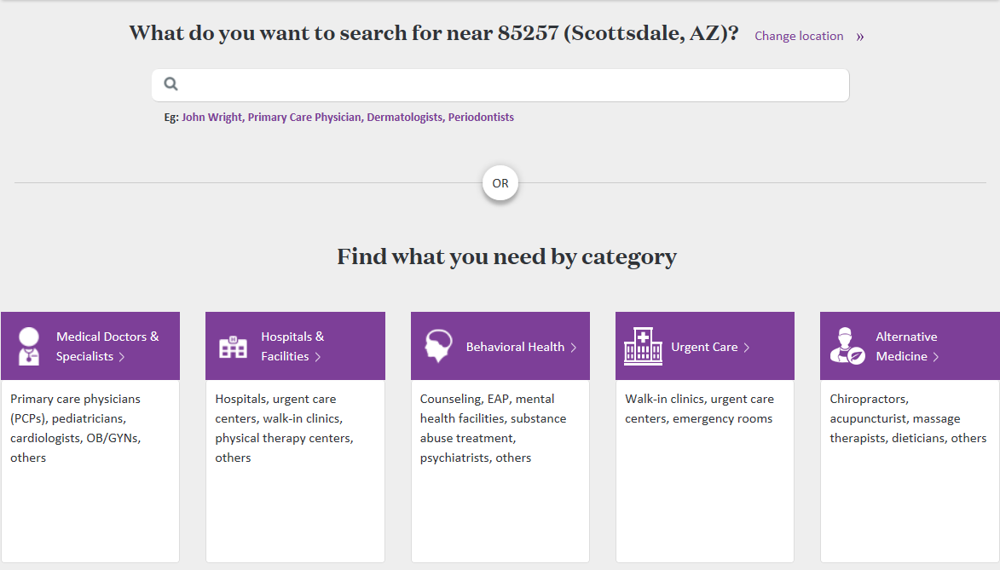 What do you want to search for near 85257 (Scottsdale, AZ)? Change location »
Eg: John Wright, Primary Care Physician, Dermatologists, Periodontists
OR
Find what you need by category
Medical Doctors &
Specialists >
Primary care physicians
(PCPs), pediatricians,
cardiologists, OB/GYNs,
others
Hospitals &
Facilities >
Hospitals, urgent care
centers, walk-in clinics,
physical therapy centers,
others
Behavioral Health >
Counseling, EAP, mental
health facilities, substance
abuse treatment,
psychiatrists, others
Urgent Care >
Walk-in clinics, urgent care
centers, emergency rooms
Alternative
Medicine >
Chiropractors,
acupuncturist, massage
therapists, dieticians, others